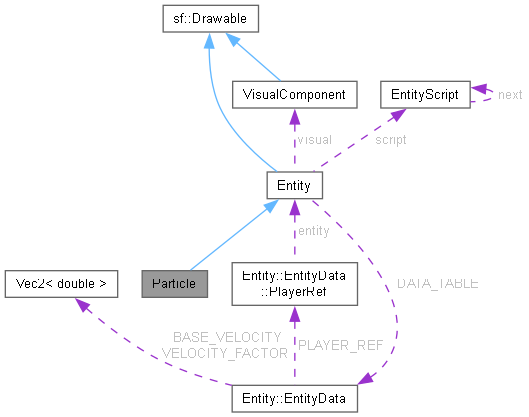 sf::Drawable
VisualComponent
EntityScript
next
visual
script
Entity
entity
DATA_TABLE
Vec2< double >
Particle
Entity::EntityData
::PlayerRef
BASE_VELOCITY
VELOCITY_FACTOR
PLAYER_REF
Entity::EntityData